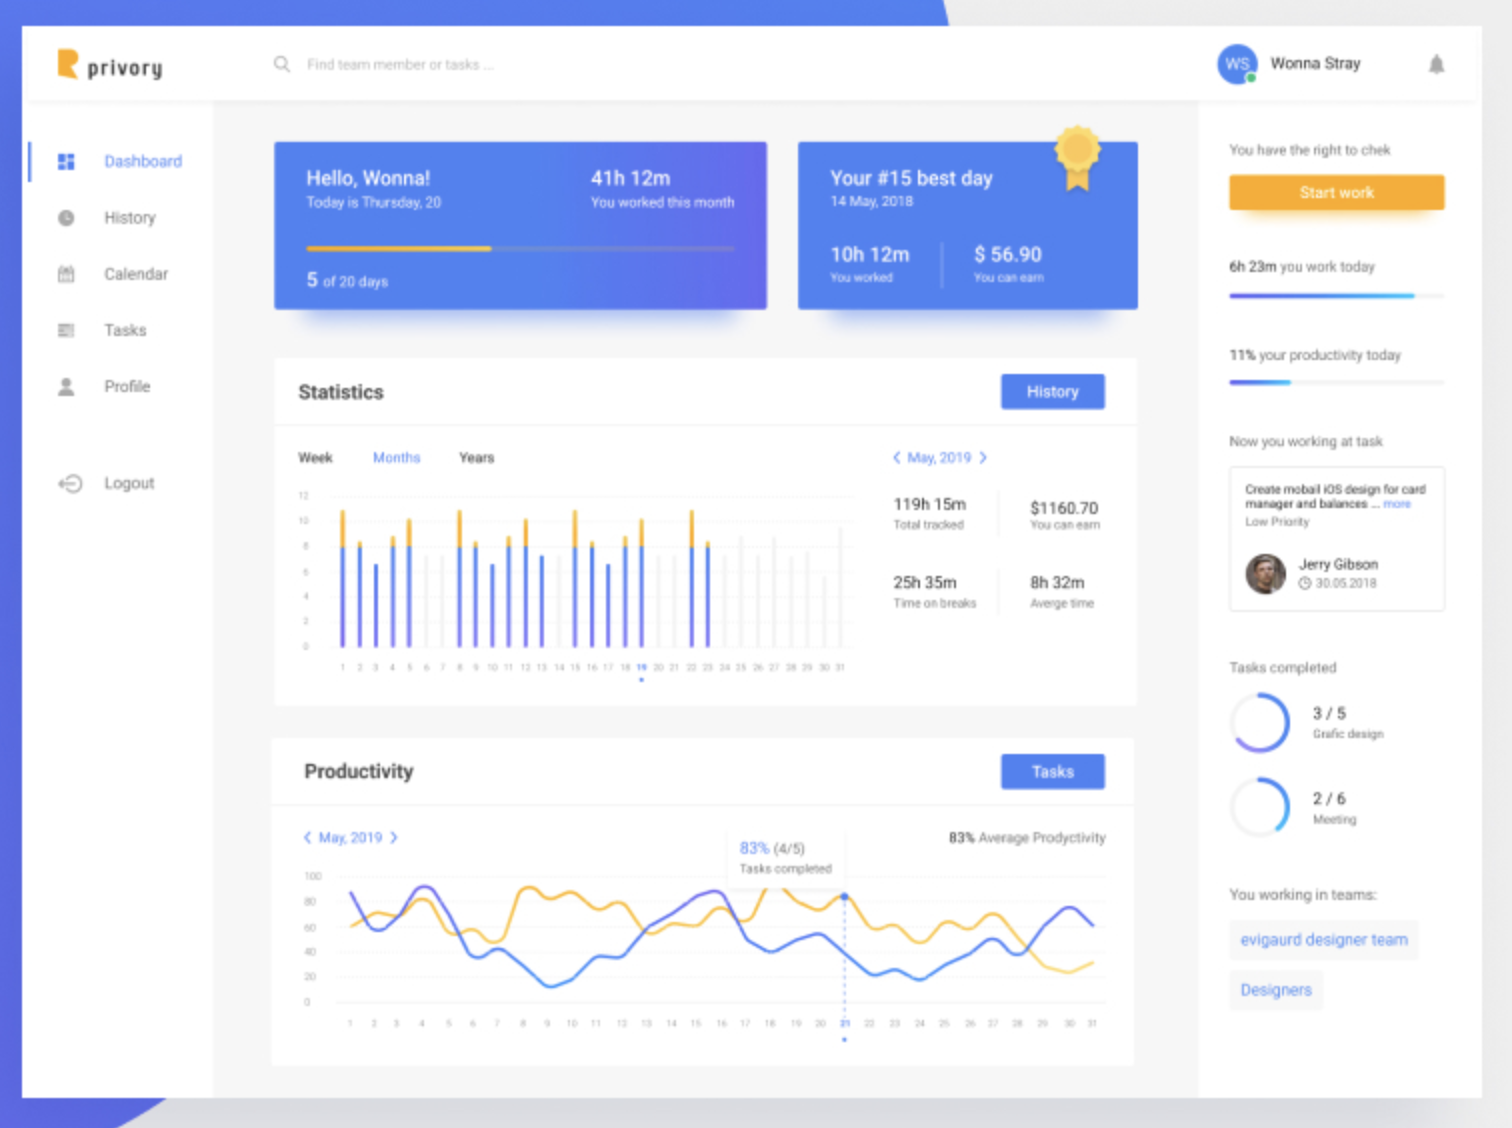 privory
Find team member or tasks ...
WS
Wonna Stray
Dashboard
History
Calendar
Tasks
Profile
Logout
Hello, Wonna!
Today is Thursday, 20
41h 12m
You worked this month
5 of 20 days
Your #15 best day
14 May, 2018
10h 12m
You worked
$ 56.90
You can earn
Statistics
History
Week Months Years
May, 2019
12
10
8
6
4
2
0
1 2 3 4 5 6 7 8 9 10 11 12 13 14 15 16 17 18 19 20 21 22 23 24 25 26 27 28 29 30 31
119h 15m
Total tracked
$1160.70
You can earn
25h 35m
Time on breaks
8h 32m
Averge time
Productivity
Tasks
May, 2019
83% (4/5)
Tasks completed
83% Average Prodyctivity
100
80
60
40
20
0
1 2 3 4 5 6 7 8 9 10 11 12 13 14 15 16 17 18 19 20 21 22 23 24 25 26 27 28 29 30 31
You have the right to chek
Start work
6h 23m you work today
11% your productivity today
Now you working at task
Create mobail iOS design for card
manager and balances ... more
Low Priority
Jerry Gibson
30.05.2018
Tasks completed
3 / 5
Grafic design
2 / 6
Meeting
You working in teams:
evigaurd designer team
Designers